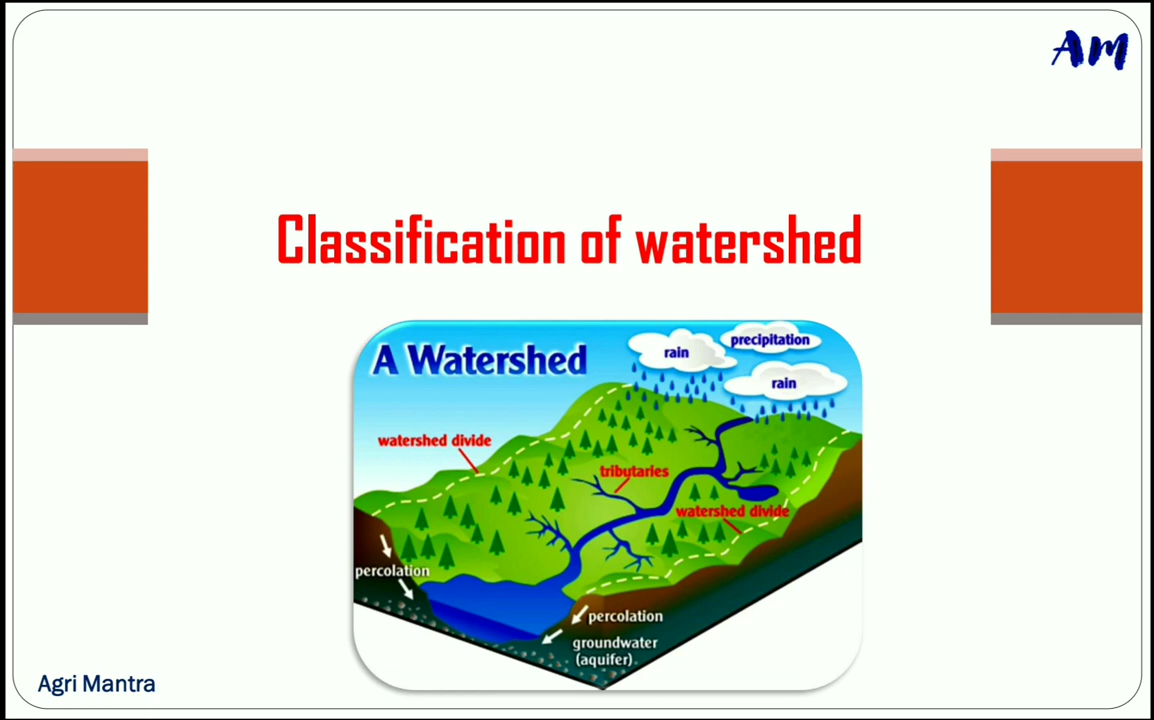 AM
Classification of watershed
A Watershed
rain
precipitation
rain
watershed divide
tributaries
watershed divide
percolation
percolation
groundwater
(aquifer)
Agri Mantra